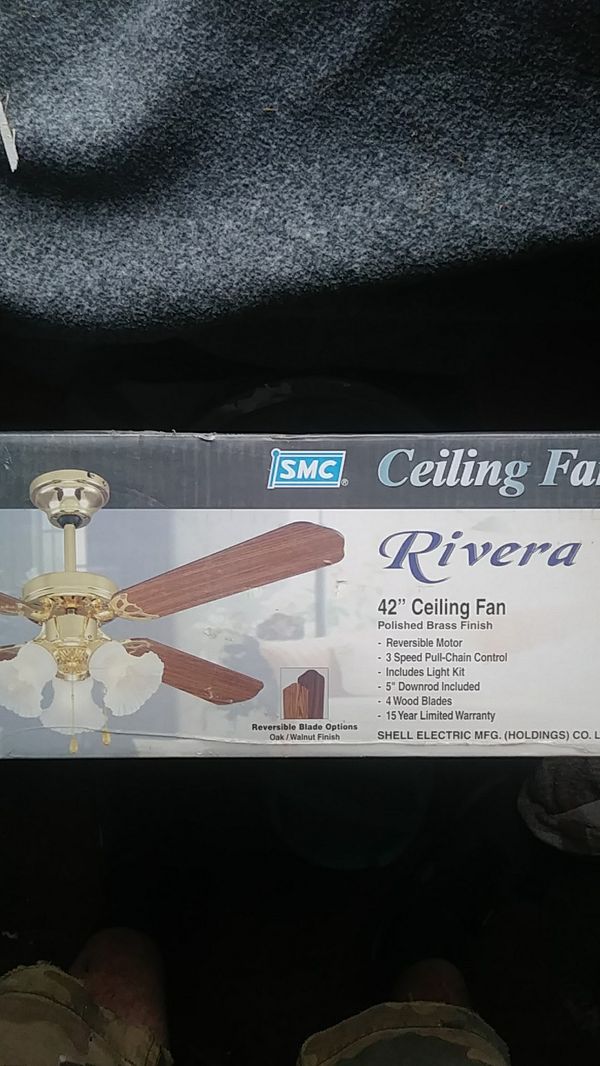 SMC®
Ceiling Fa
Rivera
42” Ceiling Fan
Polished Brass Finish
- Reversible Motor
- 3 Speed Pull-Chain Control
- Includes Light Kit
- 5" Downrod Included
- 4 Wood Blades
- 15 Year Limited Warranty
Reversible Blade Options
Oak / Walnut Finish
SHELL ELECTRIC MFG. (HOLDINGS) CO. L